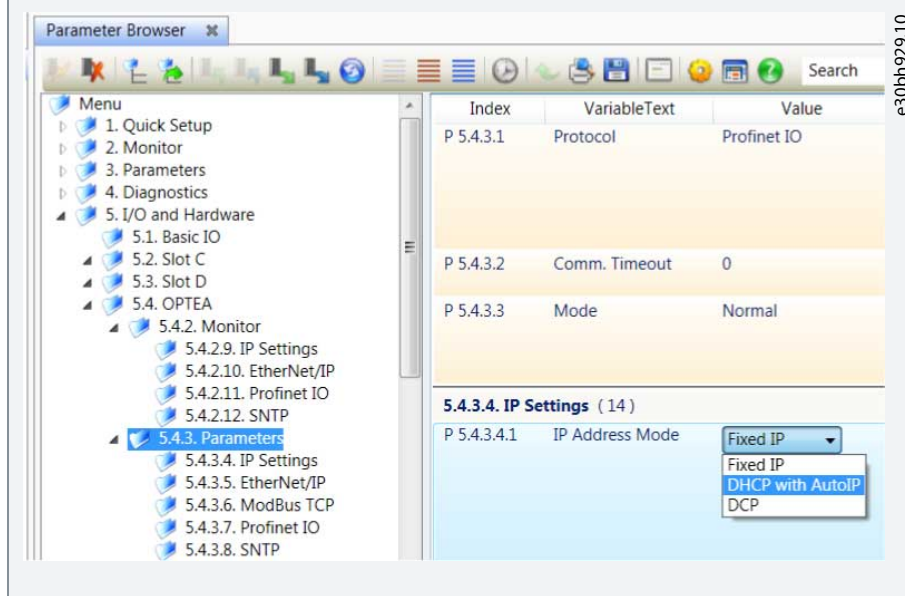 Parameter Browser
Search
Menu
1. Quick Setup
2. Monitor
3. Parameters
4. Diagnostics
5. I/O and Hardware
5.1. Basic IO
5.2. Slot C
5.3. Slot D
5.4. OPTEA
5.4.2. Monitor
5.4.2.9. IP Settings
5.4.2.10. EtherNet/IP
5.4.2.11. Profinet IO
5.4.2.12. SNTP
5.4.3. Parameters
5.4.3.4. IP Settings
5.4.3.5. EtherNet/IP
5.4.3.6. ModBus TCP
5.4.3.7. Profinet IO
5.4.3.8. SNTP
Index VariableText Value
P 5.4.3.1 Protocol Profinet IO
P 5.4.3.2 Comm. Timeout 0
P 5.4.3.3 Mode Normal
5.4.3.4. IP Settings (14)
P 5.4.3.4.1 IP Address Mode Fixed IP
Fixed IP
DHCP with AutoIP
DCP
e30bh929.10